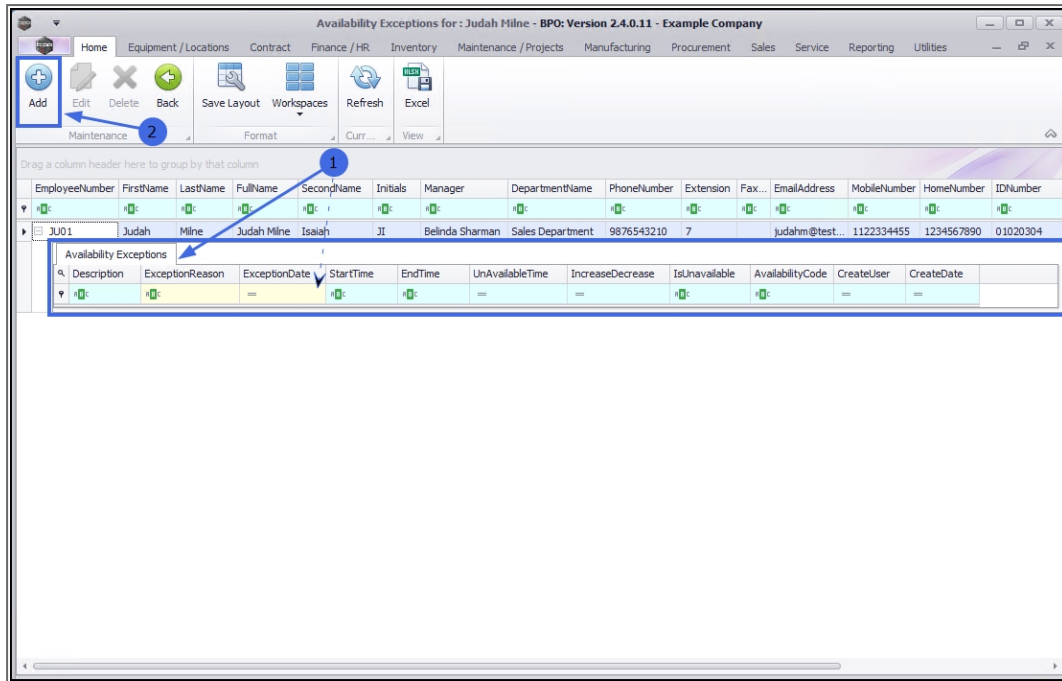 Availability Exceptions for : Judah Milne - BPO: Version 2.4.0.11 - Example Company
Home Equipment / Locations Contract Finance / HR Inventory Maintenance / Projects Manufacturing Procurement Sales Service Reporting Utilities
Add Edit Delete Back Save Layout Workspaces Refresh Excel
Maintenance Format Curr... View
2
Drag a column header here to group by that column
1
EmployeeNumber FirstName LastName FullName SecondName Initials Manager DepartmentName PhoneNumber Extension Fax... EmailAddress MobileNumber HomeNumber IDNumber
JU01 Judah Milne Judah Milne Isaiah JI Belinda Sharman Sales Department 9876543210 7 judahm@test... 1122334455 1234567890 01020304
Availability Exceptions
Description ExceptionReason ExceptionDate StartTime EndTime UnAvailableTime IncreaseDecrease IsUnavailable AvailabilityCode CreateUser CreateDate